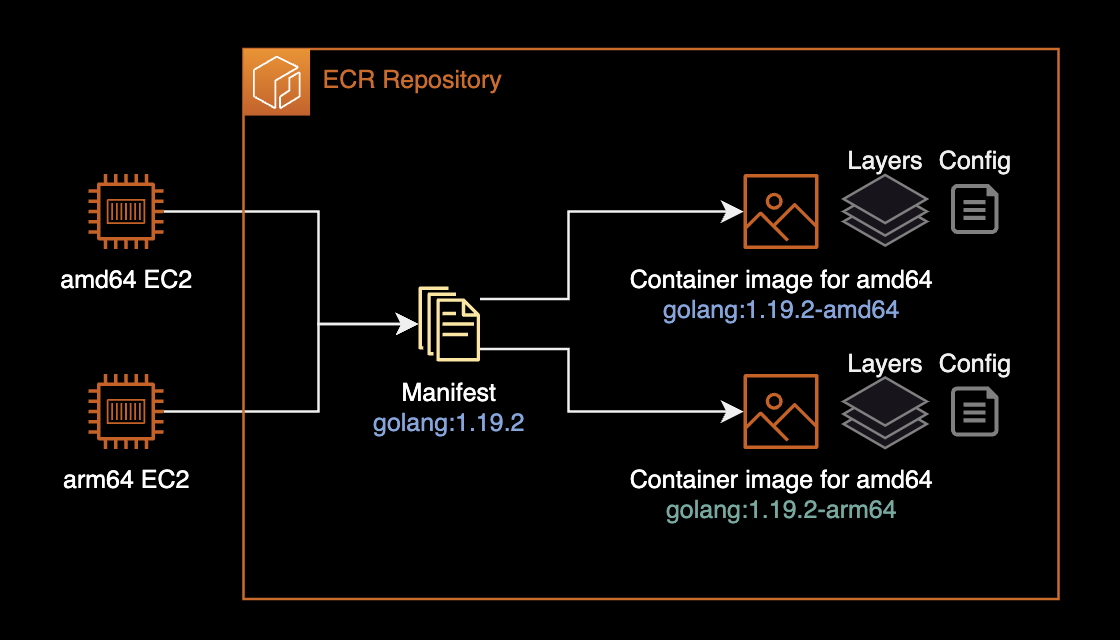 ECR Repository
amd64 EC2
arm64 EC2
Manifest
golang:1.19.2
Layers Config
Container image for amd64
golang:1.19.2-amd64
Layers Config
Container image for amd64
golang:1.19.2-arm64